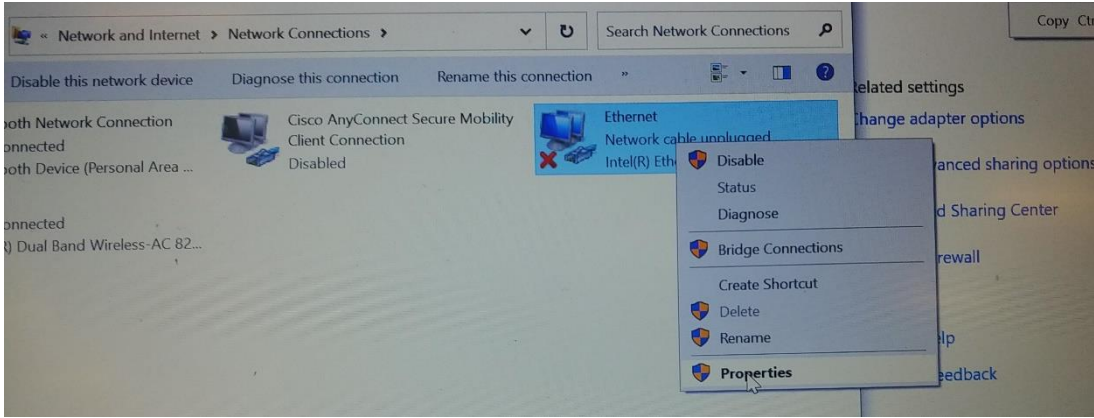 « Network and Internet > Network Connections >
Search Network Connections
Copy
Disable this network device
Diagnose this connection
Rename this connection
»
ooth Network Connection
onnected
ooth Device (Personal Area ...
Cisco AnyConnect Secure Mobility
Client Connection
Disabled
Ethernet
Network cable unplugged
Intel(R) Eth
onnected
R) Dual Band Wireless-AC 82...
Disable
Status
Diagnose
Bridge Connections
Create Shortcut
Delete
Rename
Properties
Related settings
Change adapter options
anced sharing options
d Sharing Center
rewall
lp
eedback